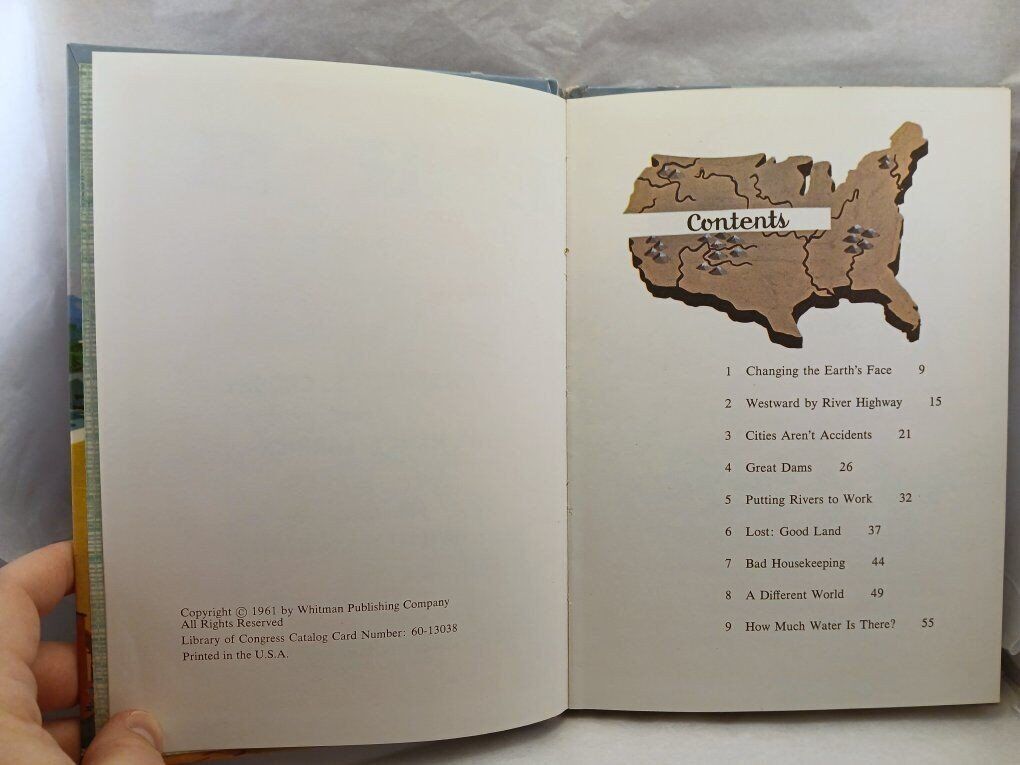 Copyright © 1961 by Whitman Publishing Company
All Rights Reserved
Library of Congress Catalog Card Number: 60-13038
Printed in the U.S.A.
Contents
1 Changing the Earth's Face 9
2 Westward by River Highway 15
3 Cities Aren't Accidents 21
4 Great Dams 26
5 Putting Rivers to Work 32
6 Lost: Good Land 37
7 Bad Housekeeping 44
8 A Different World 49
9 How Much Water Is There? 55